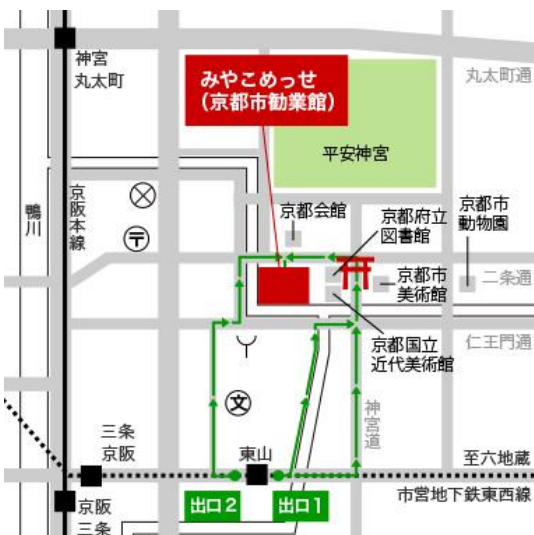 神宮
丸太町
丸太町通
みやこめっせ
（京都市勧業館）
平安神宮
鴨川
京阪本線
京都会館
京都府立
図書館
京都市
動物園
京都市
美術館
二条通
京都国立
近代美術館
仁王門通
文
神宮道
三条
京阪
東山
至六地蔵
出口2
出口1
市営地下鉄東西線
京阪
三条